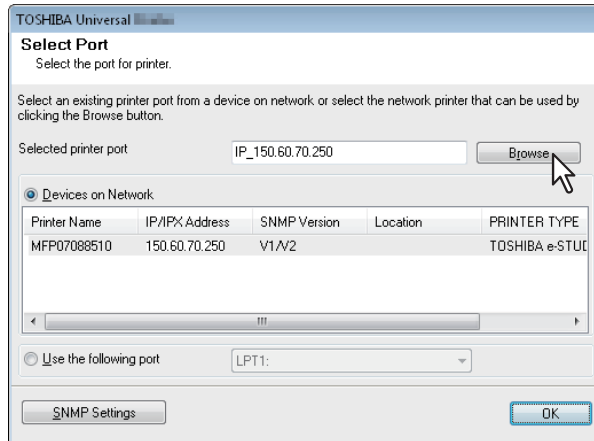 TOSHIBA Universal
Select Port
Select the port for printer.
Select an existing printer port from a device on network or select the network printer that can be used by
clicking the Browse button.
Selected printer port IP_150.60.70.250 Browse...
Devices on Network
Printer Name IP/IPX Address SNMP Version Location PRINTER TYPE
MFP07088510 150.60.70.250 V1/V2 TOSHIBA e-STUD
Use the following port LPT1:
SNMP Settings OK